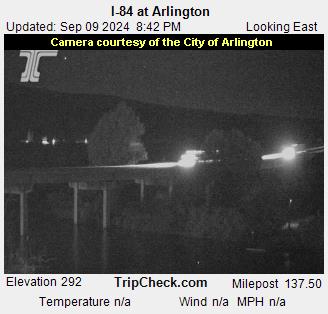 I-84 at Arlington
Updated: Sep 09 2024 8:42 PM Looking East
Camera courtesy of the City of Arlington
Elevation 292 TripCheck.com Milepost 137.50
Temperature n/a Wind n/a MPH n/a